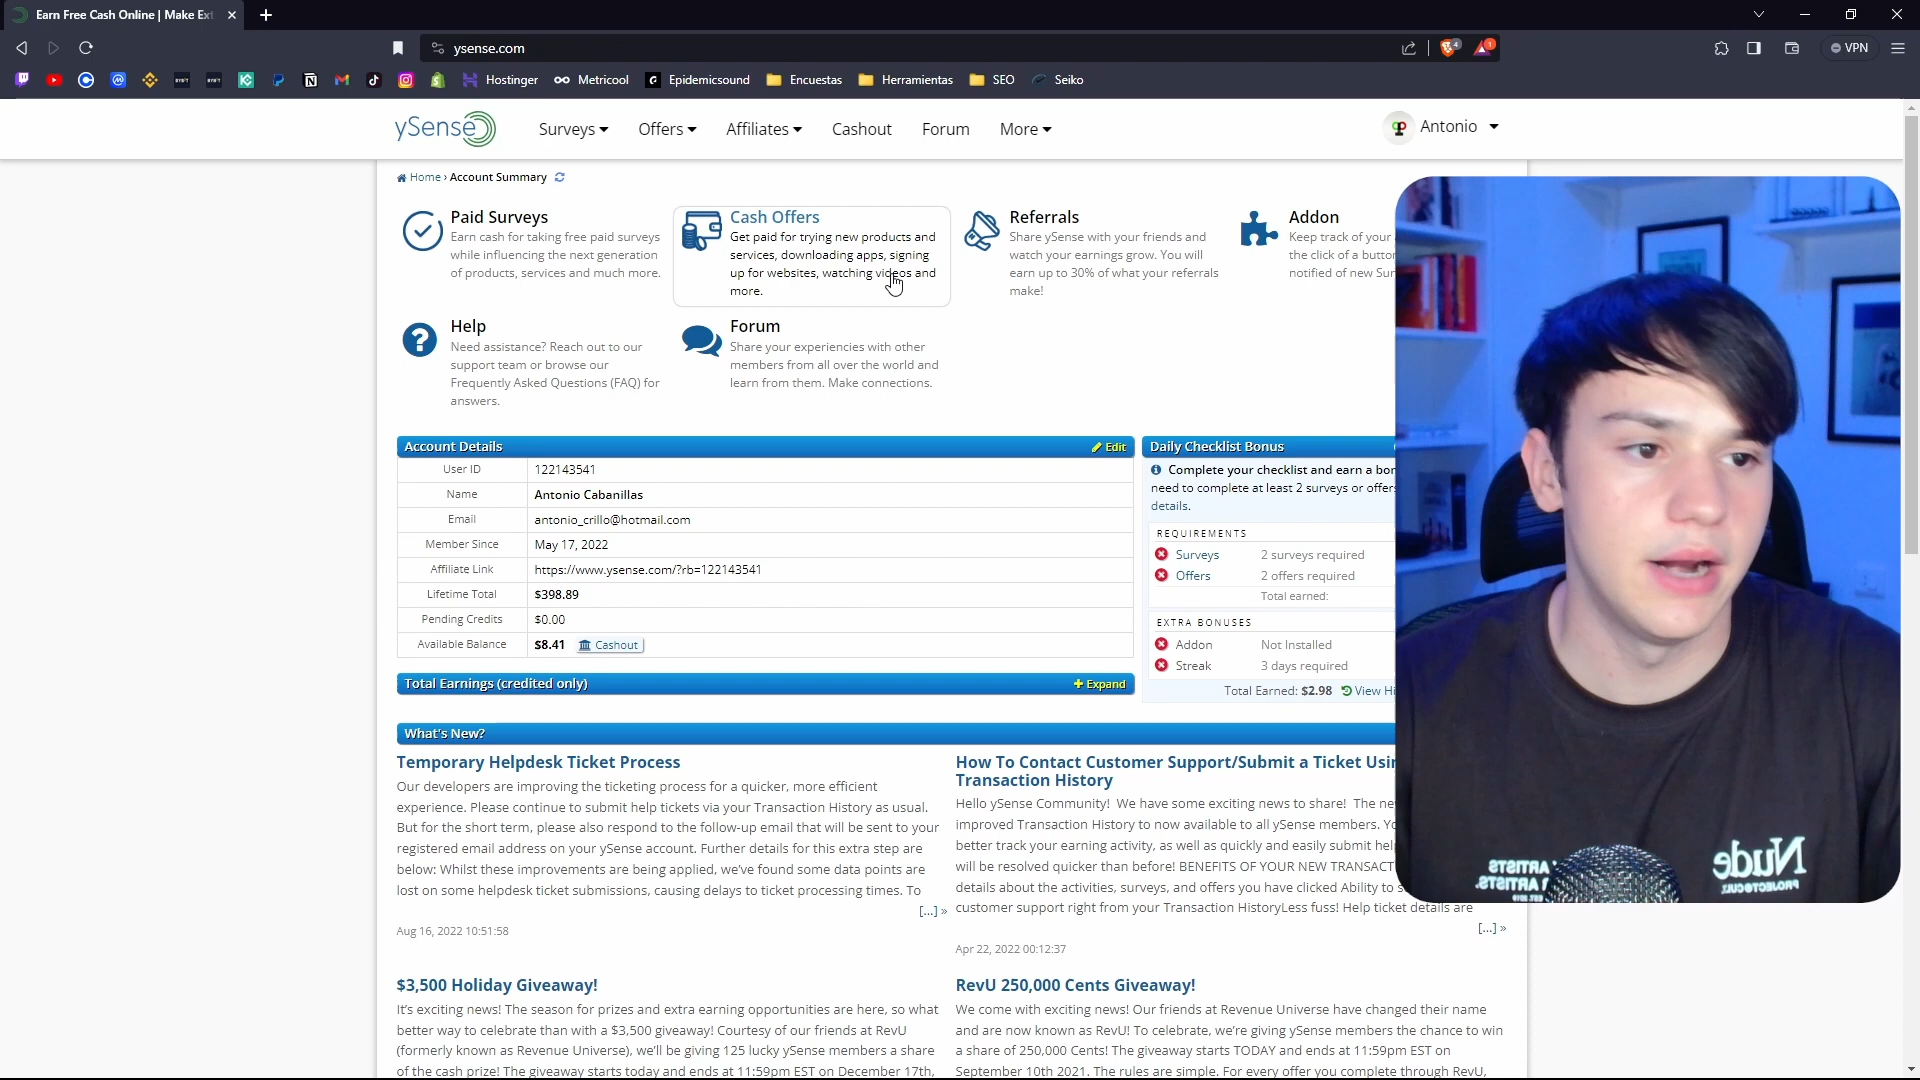 Earn Free Cash Online | Make Ext
ysense.com
4
1
VPN
Hostinger
Metricool
Epidemicsound
Encuestas
Herramientas
SEO
Seiko
ySense
Surveys
Offers
Affiliates
Cashout
Forum
More
Antonio
Home › Account Summary
Paid Surveys
Earn cash for taking free paid surveys
while influencing the next generation
of products, services and much more.
Cash Offers
Get paid for trying new products and
services, downloading apps, signing
up for websites, watching videos and
more.
Referrals
Share ySense with your friends and
watch your earnings grow. You will
earn up to 30% of what your referrals
make!
Addon
Keep track of your
the click of a button
notified of new Sur
Help
Need assistance? Reach out to our
support team or browse our
Frequently Asked Questions (FAQ) for
answers.
Forum
Share your experiences with other
members from all over the world and
learn from them. Make connections.
Account Details
Edit
User ID 122143541
Name Antonio Cabanillas
Email antonio_crillo@hotmail.com
Member Since May 17, 2022
Affiliate Link https://www.ysense.com/?rb=122143541
Lifetime Total $398.89
Pending Credits $0.00
Available Balance $8.41 Cashout
Total Earnings (credited only)
+ Expand
Daily Checklist Bonus
Complete your checklist and earn a bon
need to complete at least 2 surveys or offers
details.
REQUIREMENTS
Surveys 2 surveys required
Offers 2 offers required
Total earned:
EXTRA BONUSES
Addon Not Installed
Streak 3 days required
Total Earned: $2.98 View Hi
What's New?
Temporary Helpdesk Ticket Process
Our developers are improving the ticketing process for a quicker, more efficient
experience. Please continue to submit help tickets via your Transaction History as usual.
But for the short term, please also respond to the follow-up email that will be sent to your
registered email address on your ySense account. Further details for this extra step are
below: Whilst these improvements are being applied, we've found some data points are
lost on some helpdesk ticket submissions, causing delays to ticket processing times. To
[...] »
Aug 16, 2022 10:51:58
How To Contact Customer Support/Submit a Ticket Usin
Transaction History
Hello ySense Community! We have some exciting news to share! The ne
improved Transaction History to now available to all ySense members. Yo
better track your earning activity, as well as quickly and easily submit hel
will be resolved quicker than before! BENEFITS OF YOUR NEW TRANSACT
details about the activities, surveys, and offers you have clicked Ability to s
customer support right from your Transaction HistoryLess fuss! Help ticket details are
[...] »
Apr 22, 2022 00:12:37
$3,500 Holiday Giveaway!
It's exciting news! The season for prizes and extra earning opportunities are here, so what
better way to celebrate than with a $3,500 giveaway! Courtesy of our friends at RevU
(formerly known as Revenue Universe), we'll be giving 125 lucky ySense members a share
of the cash prize! The giveaway starts today and ends at 11:59pm EST on December 17th,
RevU 250,000 Cents Giveaway!
We come with exciting news! Our friends at Revenue Universe have changed their name
and are now known as RevU! To celebrate, we're giving ySense members the chance to win
a share of 250,000 Cents! The giveaway starts TODAY and ends at 11:59pm EST on
September 10th 2021. The rules are simple. For every offer you complete through RevU,
Nude
PROJECT@CULT.
ARTISTS
ARTISTS.